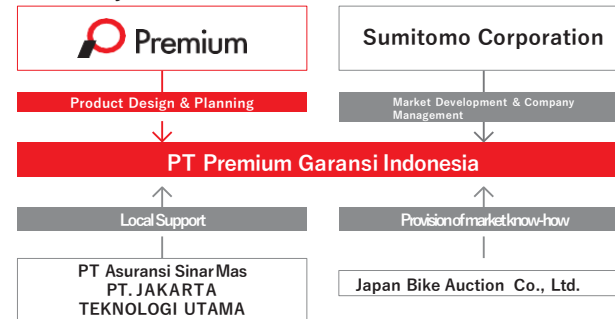 Premium
Sumitomo Corporation
Product Design & Planning
Market Development & Company
Management
PT Premium Garansi Indonesia
Local Support
Provision of market know-how
PT Asuransi Sinar Mas
PT. JAKARTA
TEKNOLOGI UTAMA
Japan Bike Auction Co., Ltd.